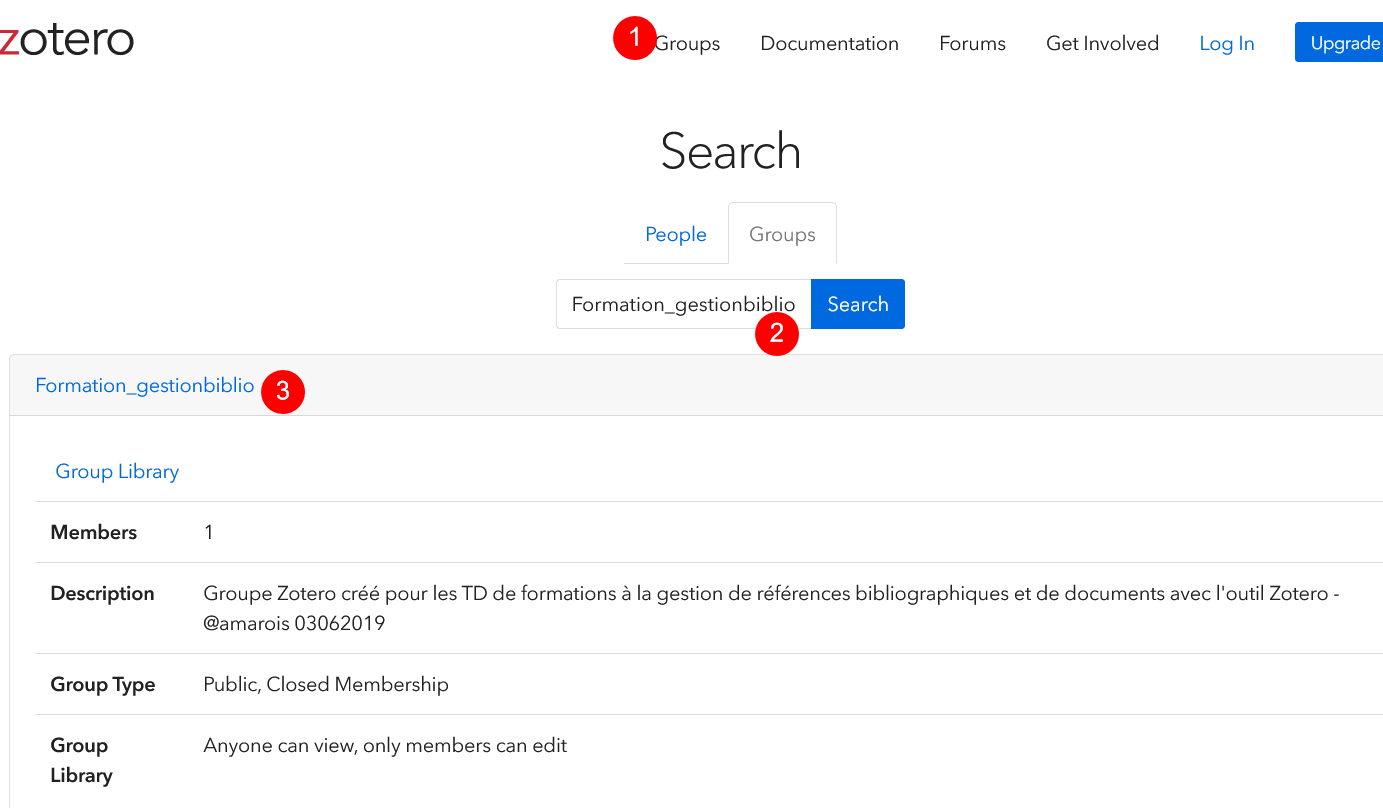 zotero
1 Groups Documentation Forums Get Involved Log In Upgrade
Search
People Groups
Formation_gestionbiblio Search
2
Formation_gestionbiblio 3
Group Library
Members 1
Description Groupe Zotero créé pour les TD de formations à la gestion de références bibliographiques et de documents avec l'outil Zotero -
@amarois 03062019
Group Type Public, Closed Membership
Group Anyone can view, only members can edit
Library